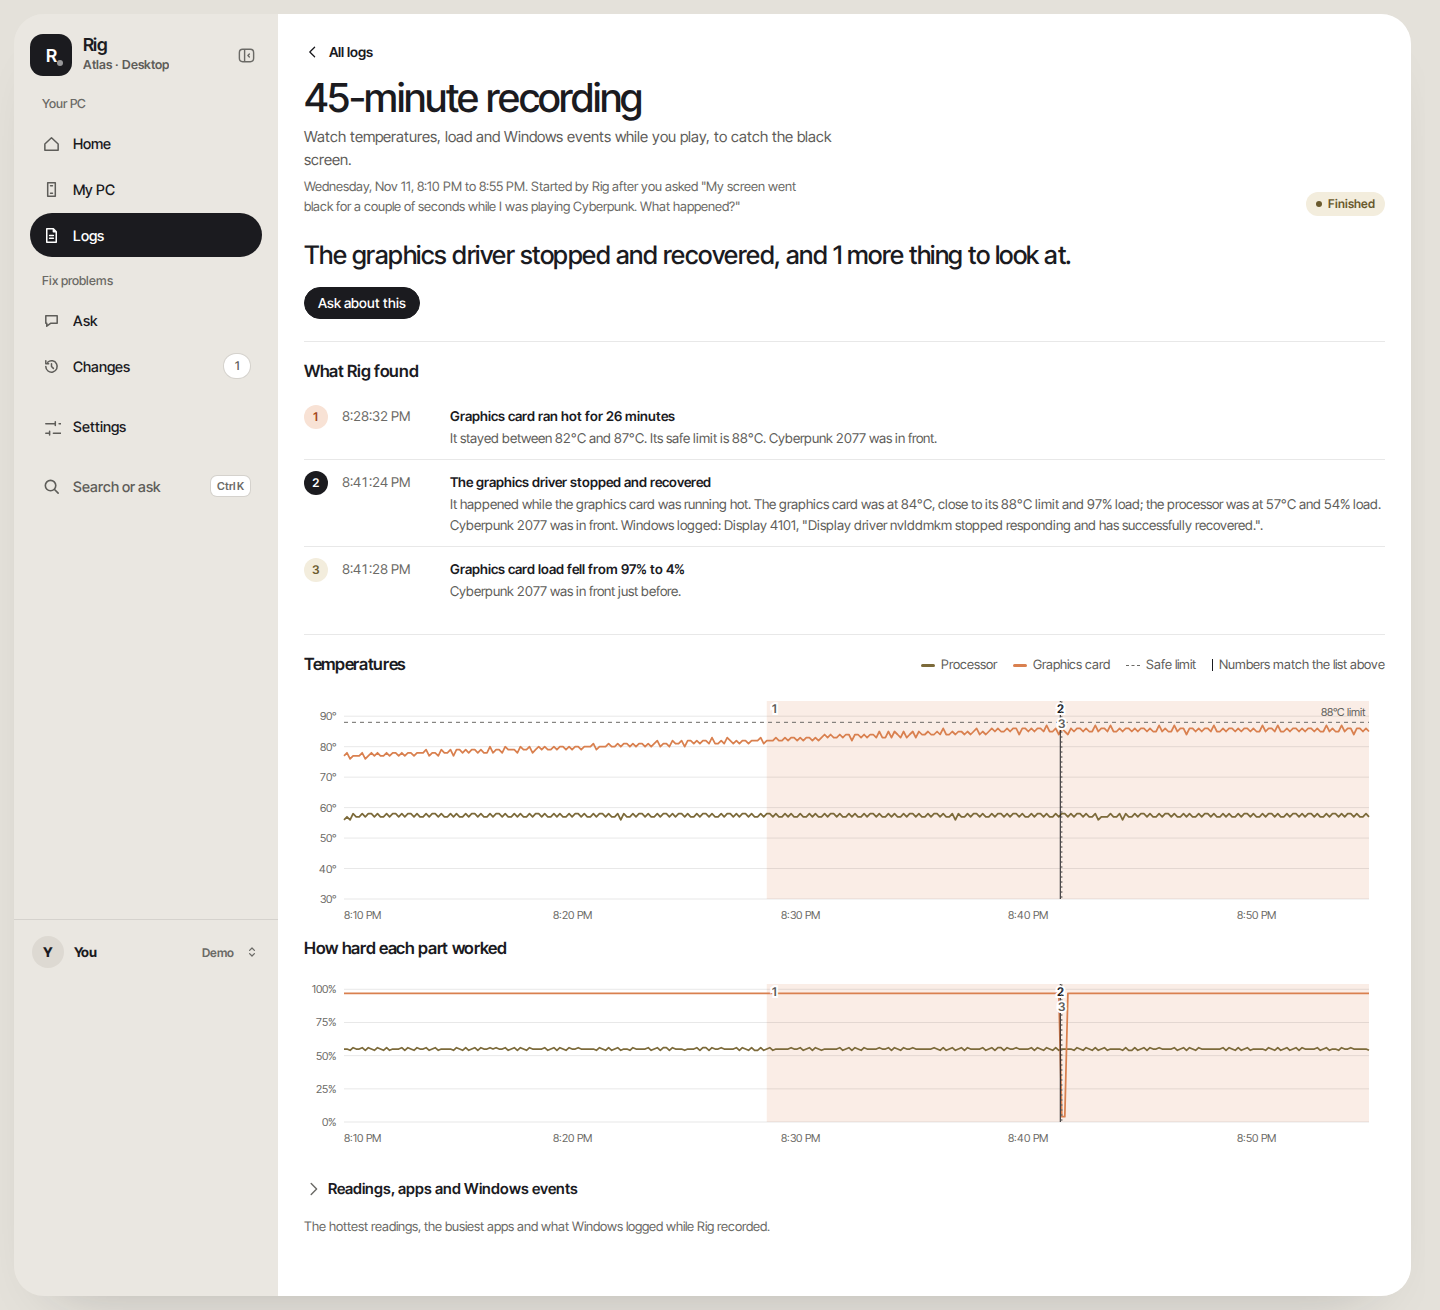 R
Rig
Atlas · Desktop
Your PC
Home
My PC
Logs
Fix problems
Ask
Changes
1
Settings
Search or ask
Ctrl K
Y
You
Demo
All logs
45-minute recording
Watch temperatures, load and Windows events while you play, to catch the black
screen.
Wednesday, Nov 11, 8:10 PM to 8:55 PM. Started by Rig after you asked "My screen went
black for a couple of seconds while I was playing Cyberpunk. What happened?"
Finished
The graphics driver stopped and recovered, and 1 more thing to look at.
Ask about this
What Rig found
1
8:28:32 PM
Graphics card ran hot for 26 minutes
It stayed between 82°C and 87°C. Its safe limit is 88°C. Cyberpunk 2077 was in front.
2
8:41:24 PM
The graphics driver stopped and recovered
It happened while the graphics card was running hot. The graphics card was at 84°C, close to its 88°C limit and 97% load; the processor was at 57°C and 54% load.
Cyberpunk 2077 was in front. Windows logged: Display 4101, "Display driver nvlddmkm stopped responding and has successfully recovered.".
3
8:41:28 PM
Graphics card load fell from 97% to 4%
Cyberpunk 2077 was in front just before.
Temperatures
Processor
Graphics card
Safe limit
Numbers match the list above
1
2
3
88°C limit
90°
80°
70°
60°
50°
40°
30°
8:10 PM
8:20 PM
8:30 PM
8:40 PM
8:50 PM
How hard each part worked
1
2
3
100%
75%
50%
25%
0%
8:10 PM
8:20 PM
8:30 PM
8:40 PM
8:50 PM
Readings, apps and Windows events
The hottest readings, the busiest apps and what Windows logged while Rig recorded.